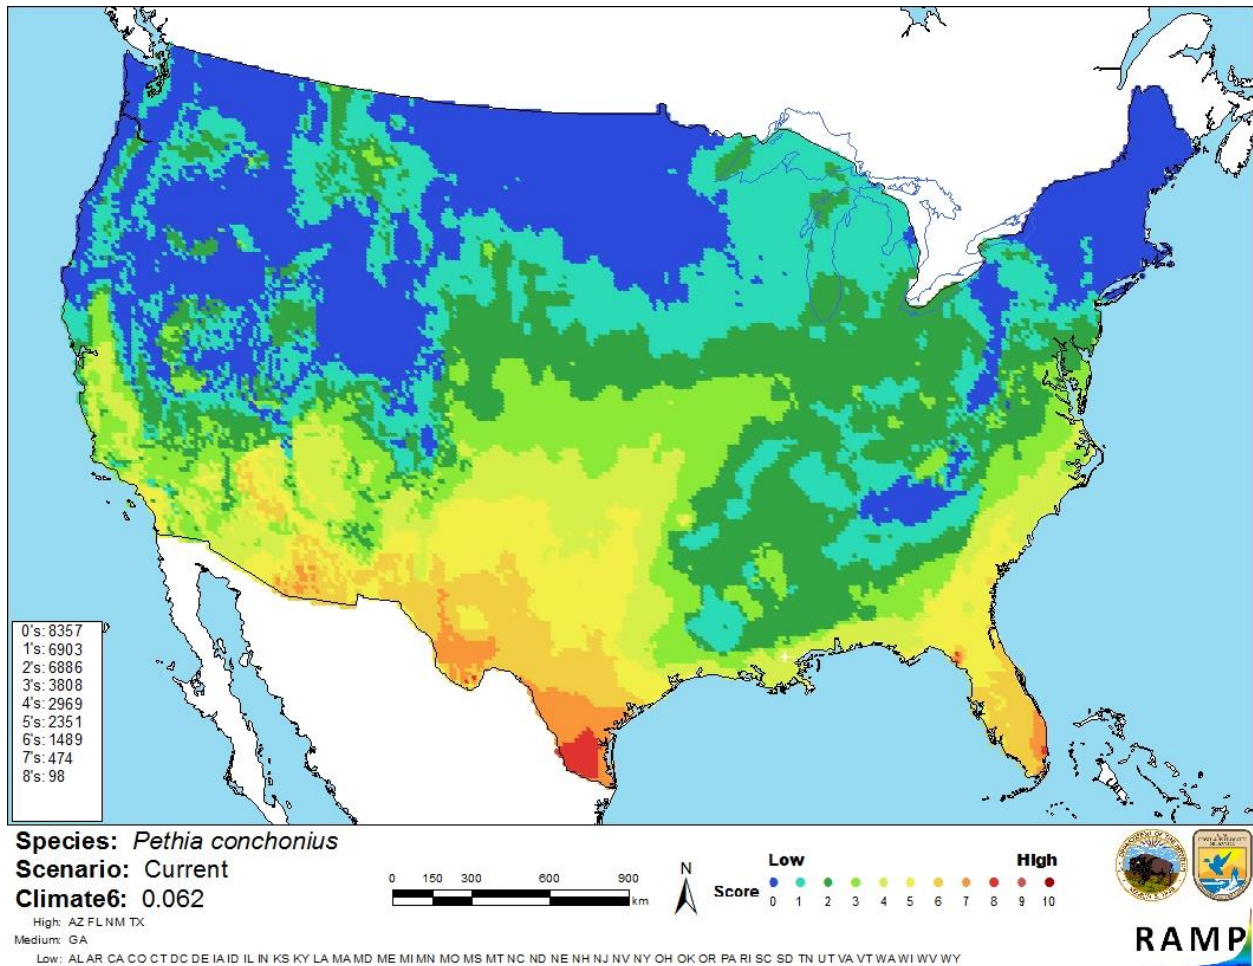 0's: 8357
1's: 6903
2's: 6886
3's: 3808
4's: 2969
5's: 2351
6's: 1489
7's: 474
8's: 98
Species: Pethia conchonius
Scenario: Current
Climate6: 0.062
High: AZ FL NM TX
Medium: GA
Low: AL AR CA CO CT DC DE IA ID IL IN KS KY LA MA MD ME MI MN MO MS MT NC ND NE NH NJ NV NY OH OK OR PA RI SC SD TN UT VA VT WA WI WV WY
0 150 300 600 900
km
N
Low High
Score 0 1 2 3 4 5 6 7 8 9 10
RAMP